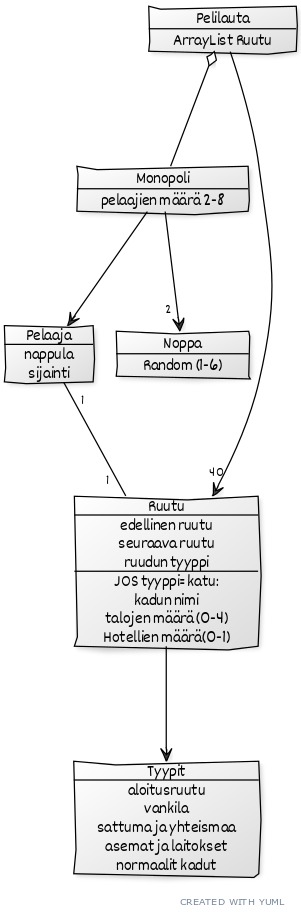 Pelilauta
ArrayList Ruutu
Monopoli
pelaajien määrä 2-8
Pelaaja
nappula
sijainti
2
Noppa
Random (1-6)
1
1
40
Ruutu
edellinen ruutu
seuraava ruutu
ruudun tyyppi
JOS tyyppi=katu:
kadun nimi
talojen määrä (0-4)
Hotellien määrä(0-1)
Tyypit
aloitusruutu
vankila
sattuma ja yhteismaa
asemat ja laitokset
normaalit kadut
CREATED WITH YUML